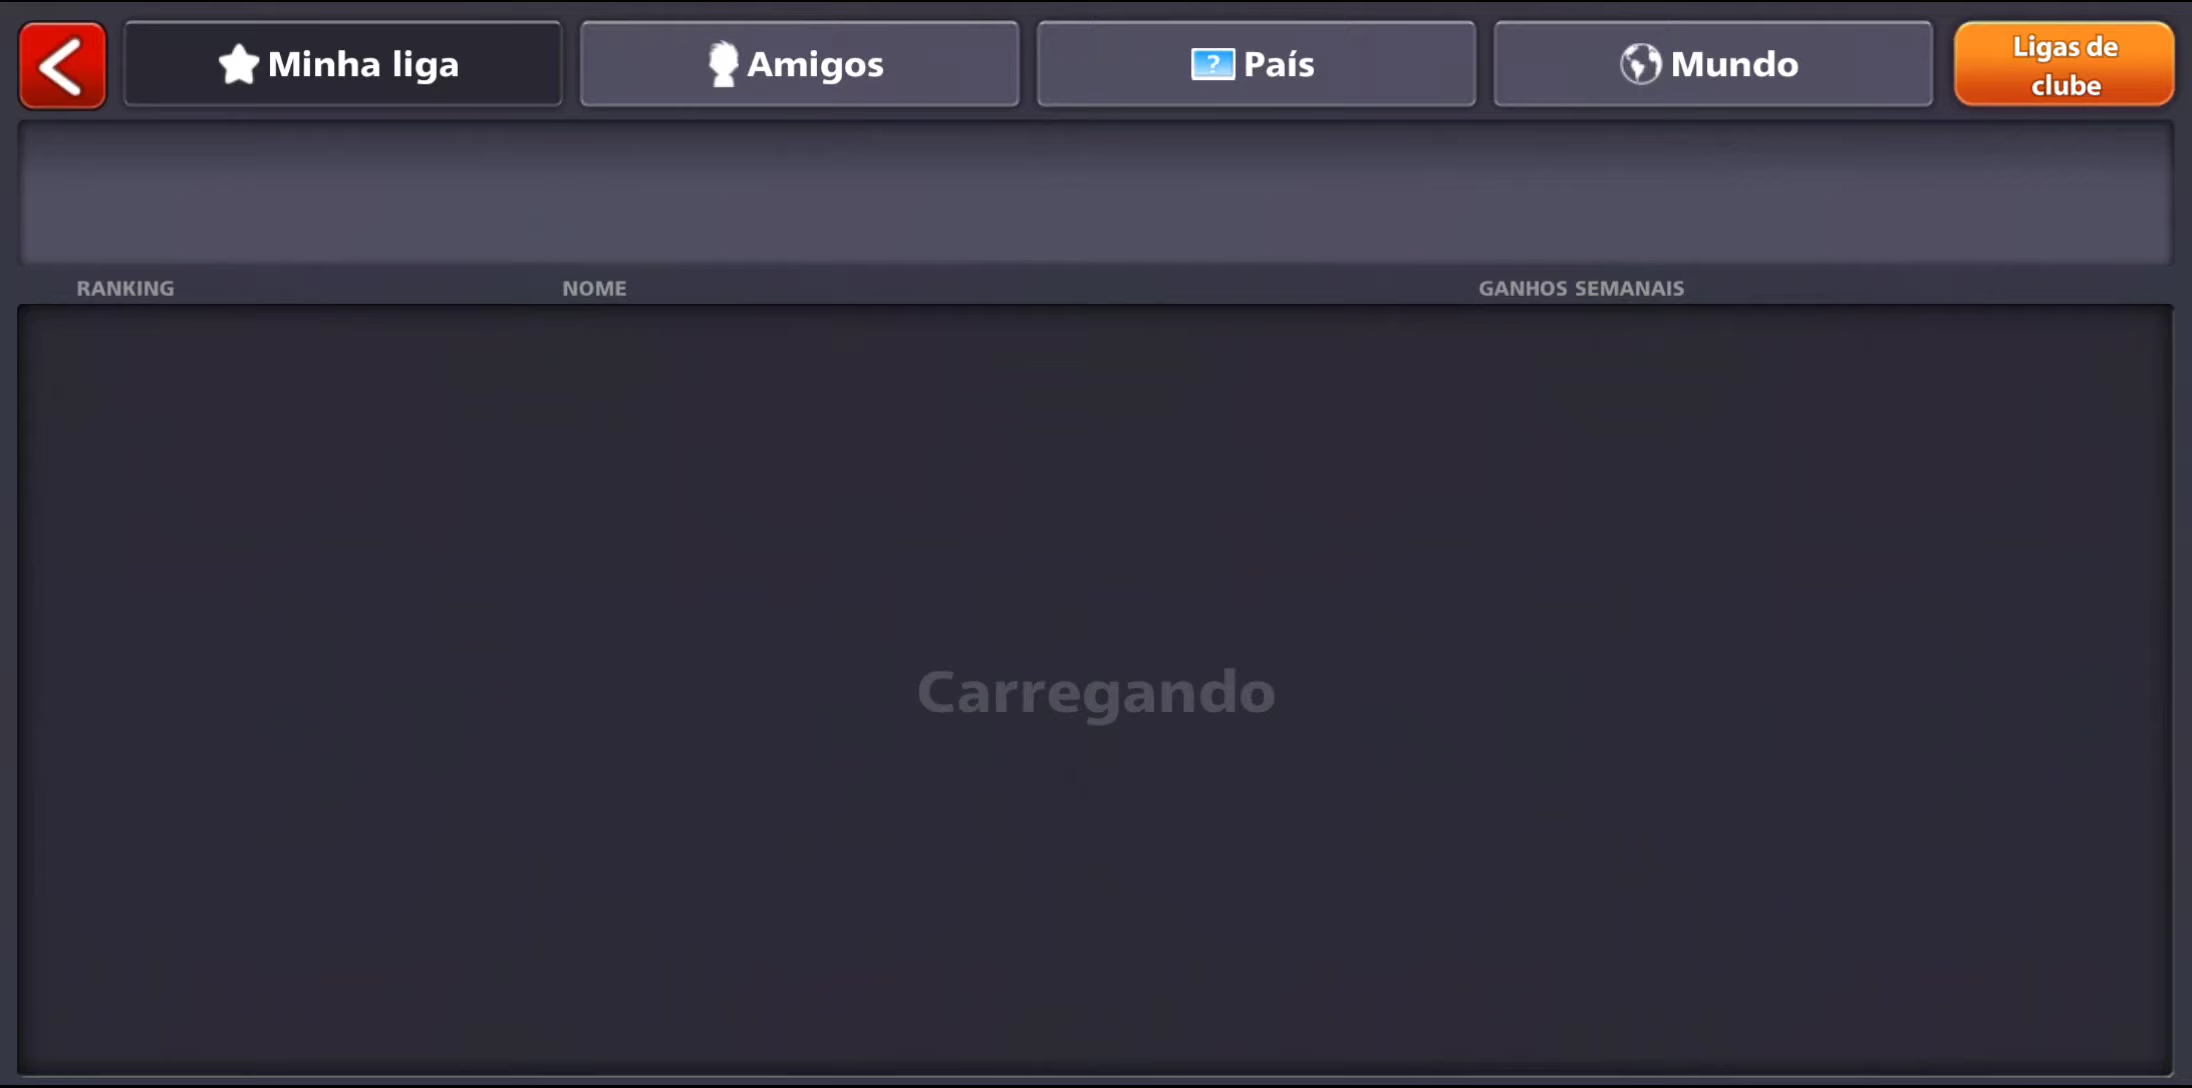 Minha liga
Amigos
? País
Mundo
Ligas de
clube
RANKING
NOME
GANHOS SEMANAIS
Carregando